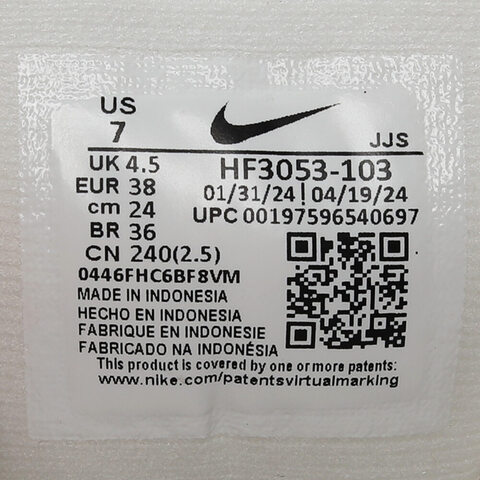 US
7
JJS
UK 4.5
HF3053-103
EUR 38
01/31/24 | 04/19/24
cm 24
UPC 00197596540697
BR 36
CN 240(2.5)
0446FHC6BF8VM
MADE IN INDONESIA
HECHO EN INDONESIA
FABRIQUE EN INDONESIE
FABRICADO NA INDONÉSIA
This product is covered by one or more patents:
www.nike.com/patentsvirtualmarking